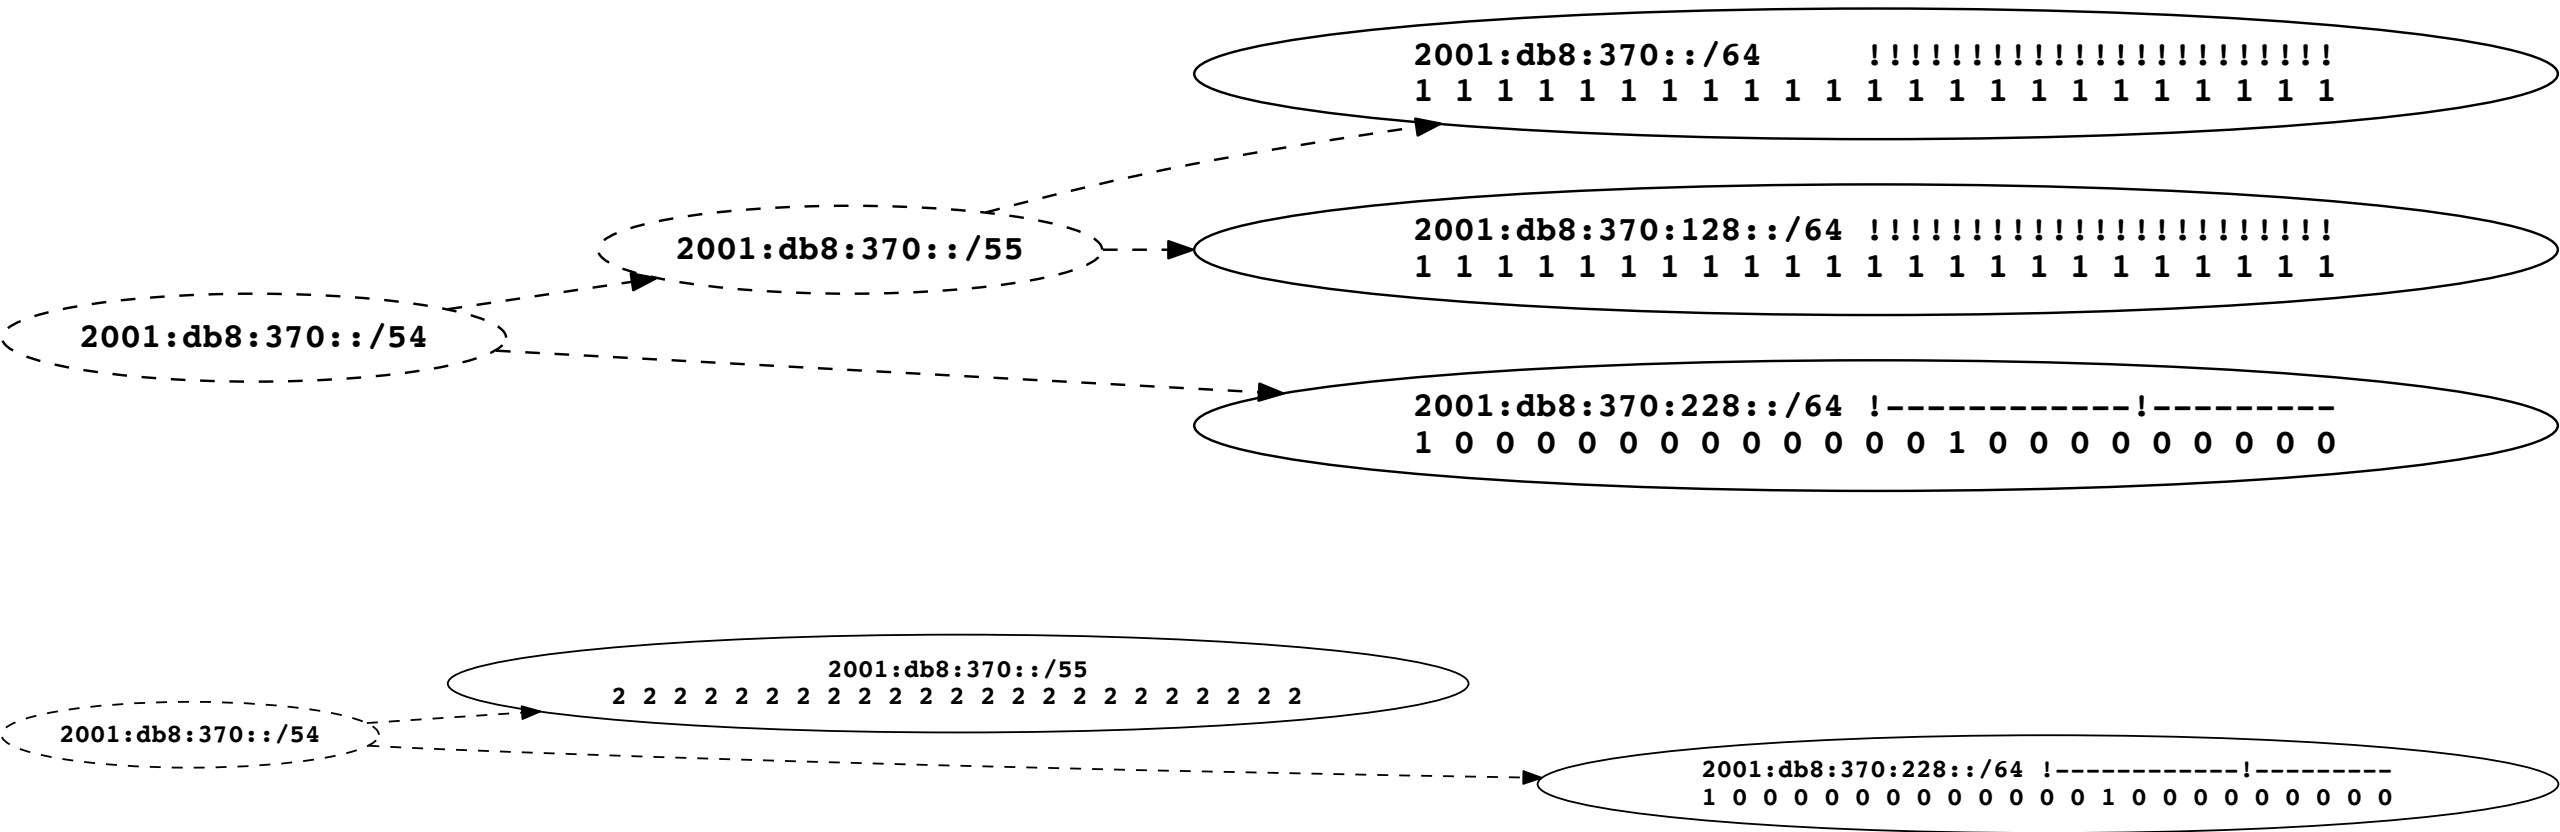 2001:db8:370::/64 !!!!!!!!!!!!!!!!!!!!!!!
1 1 1 1 1 1 1 1 1 1 1 1 1 1 1 1 1 1 1 1 1 1 1
2001:db8:370::/55
2001:db8:370:128::/64 !!!!!!!!!!!!!!!!!!!!!!!
1 1 1 1 1 1 1 1 1 1 1 1 1 1 1 1 1 1 1 1 1 1 1
2001:db8:370::/54
2001:db8:370:228::/64 !------------!---------
1 0 0 0 0 0 0 0 0 0 0 0 0 1 0 0 0 0 0 0 0 0 0
2001:db8:370::/55
2 2 2 2 2 2 2 2 2 2 2 2 2 2 2 2 2 2 2 2 2 2 2
2001:db8:370::/54
2001:db8:370:228::/64 !------------!---------
1 0 0 0 0 0 0 0 0 0 0 0 0 1 0 0 0 0 0 0 0 0 0